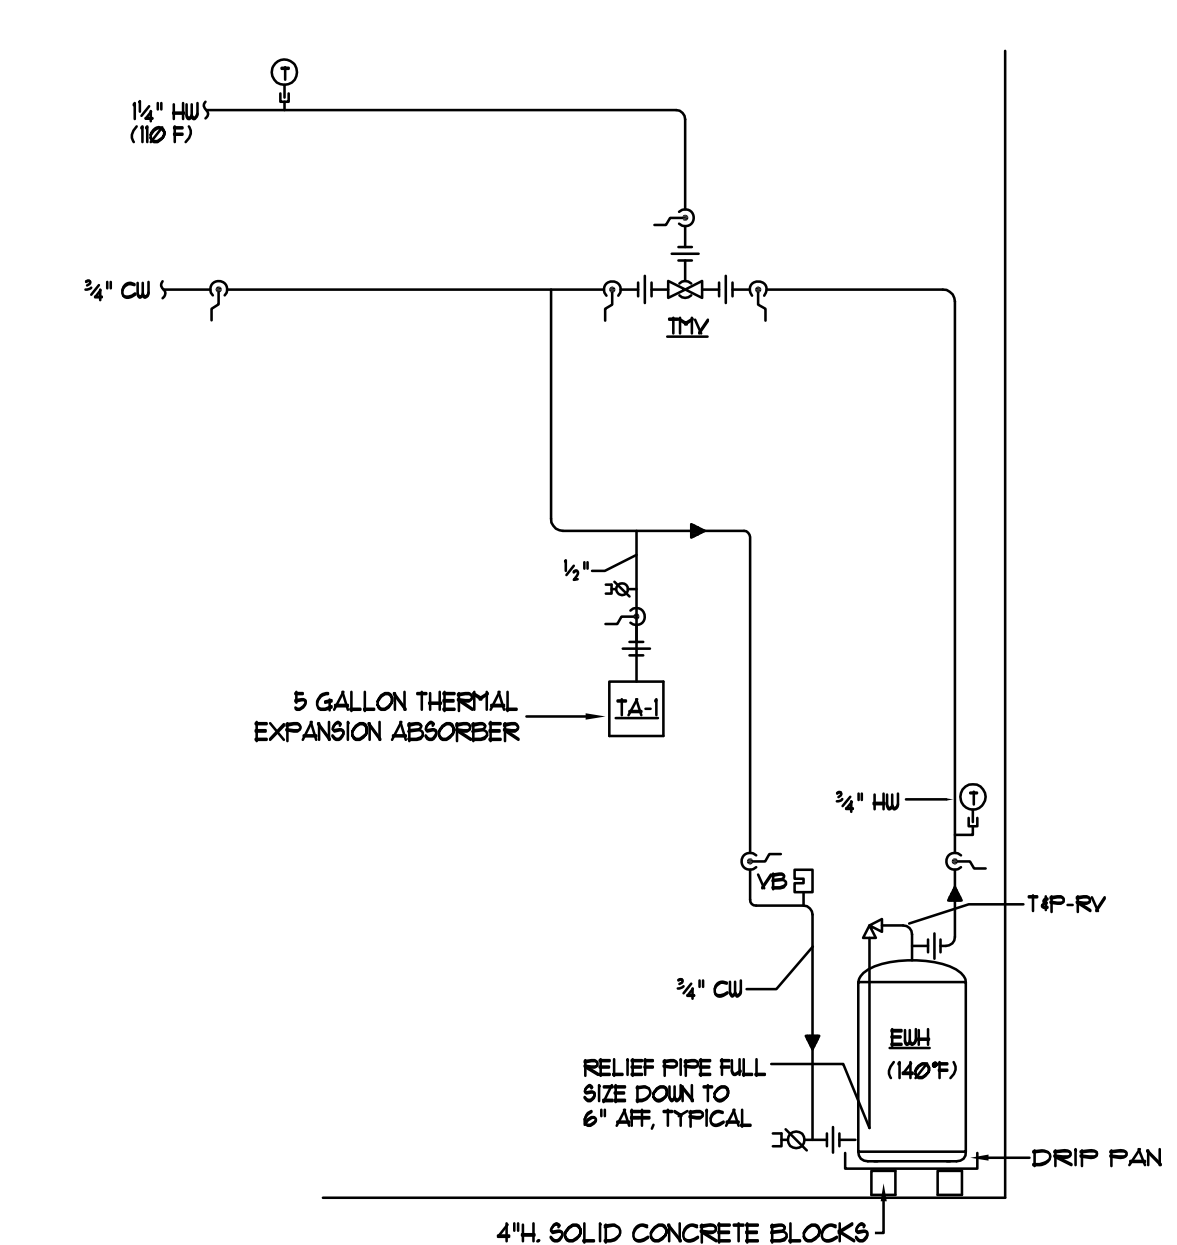 T
1 1/4" HW
(110 F)
3/4" CW
TMV
1/2"
5 GALLON THERMAL
EXPANSION ABSORBER
TA-1
3/4" HW
T
VB
T&P-RV
3/4" CW
EWH
(140°F)
RELIEF PIPE FULL
SIZE DOWN TO
6" AFF, TYPICAL
DRIP PAN
4"H. SOLID CONCRETE BLOCKS